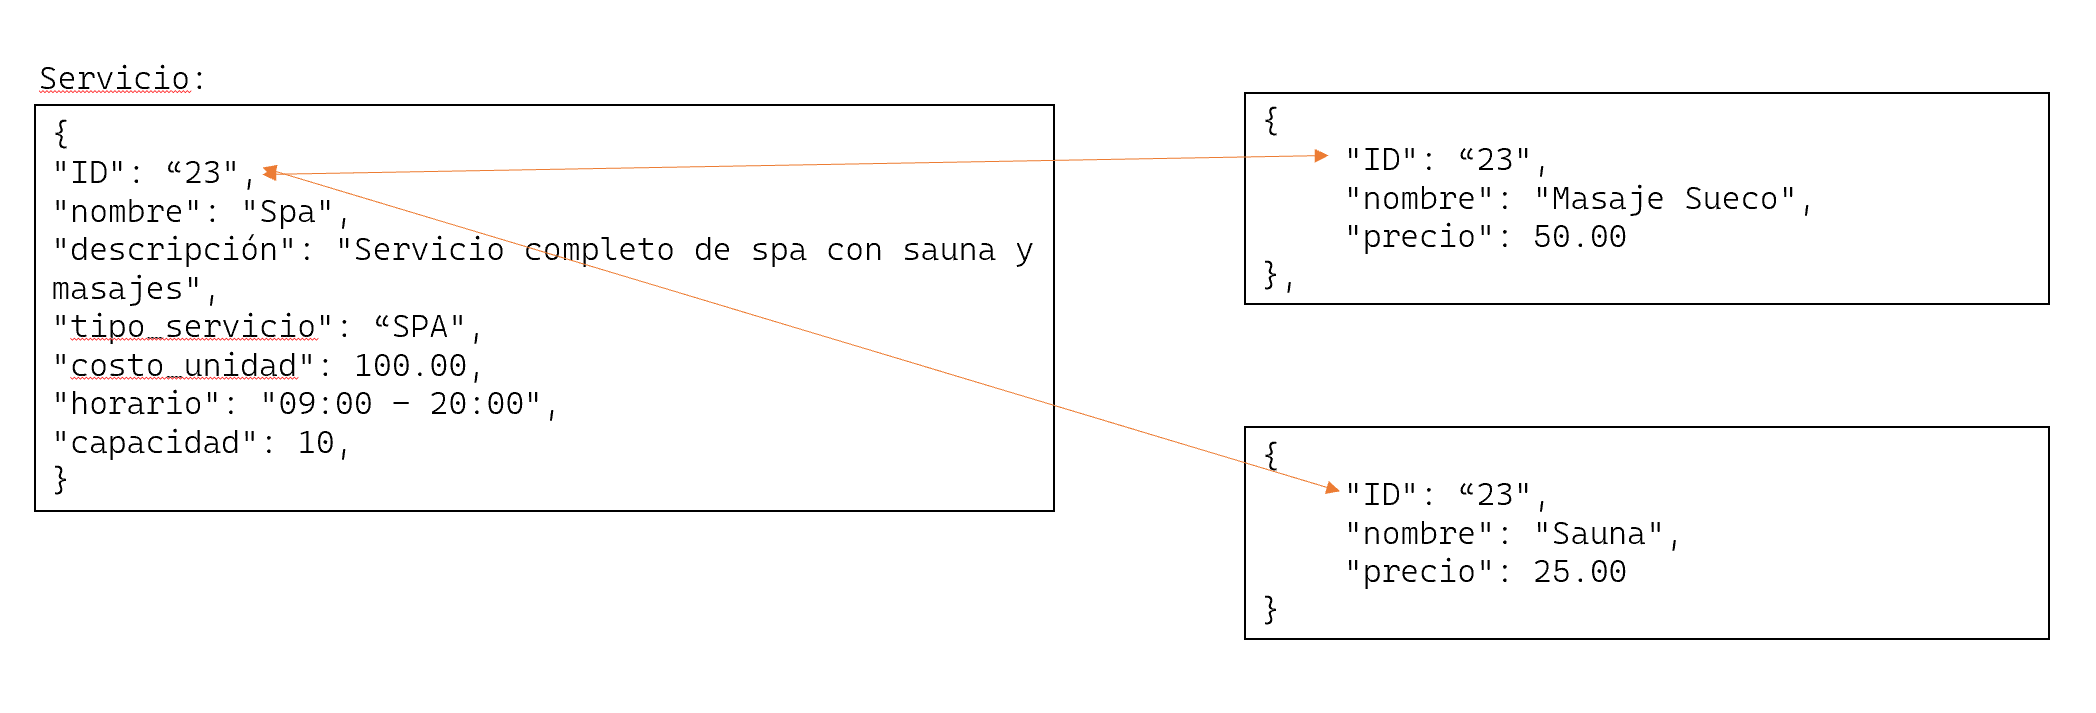 Servicio:
{
"ID": “23",
"nombre": "Spa",
"descripción": "Servicio completo de spa con sauna y
masajes",
"tipo_servicio": “SPA",
"costo_unidad": 100.00,
"horario": "09:00 – 20:00",
"capacidad": 10,
}
{
"ID": “23",
"nombre": "Masaje Sueco",
"precio": 50.00
},
{
"ID": “23",
"nombre": "Sauna",
"precio": 25.00
}